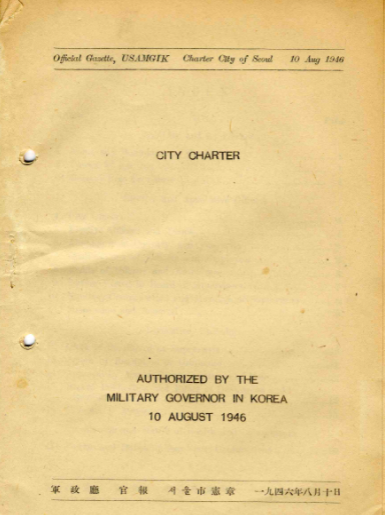 Official Gazette, USAMGIK Charter City of Seoul 10 Aug 1946
CITY CHARTER
AUTHORIZED BY THE
MILITARY GOVERNOR IN KOREA
10 AUGUST 1946
軍政廳 官報 서울市憲章 一九四六年八月十日